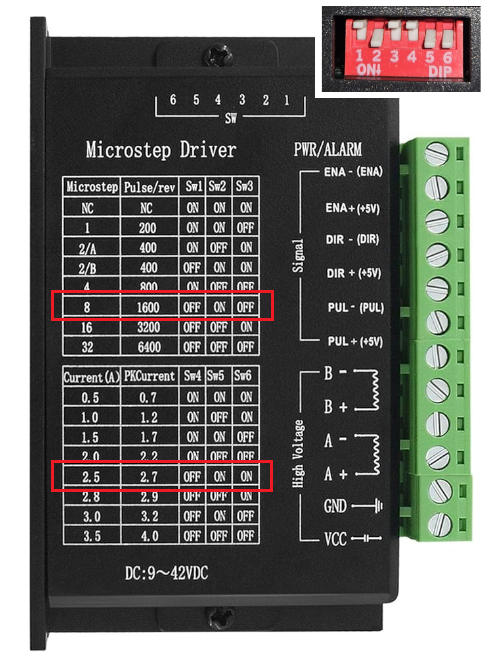 1 2 3 4 5 6
ON↓ DIP
6 5 4 3 2 1
SW
Microstep Driver
PWR/ALARM
Microstep Pulse/rev Sw1 Sw2 Sw3
NC NC ON ON ON
1 200 ON ON OFF
2/A 400 ON OFF ON
2/B 400 OFF ON ON
4 800 ON OFF OFF
8 1600 OFF ON OFF
16 3200 OFF OFF ON
32 6400 OFF OFF OFF
Current(A) PKCurrent Sw4 Sw5 Sw6
0.5 0.7 ON ON ON
1.0 1.2 ON OFF ON
1.5 1.7 ON ON OFF
2.0 2.2 ON OFF OFF
2.5 2.7 OFF ON ON
2.8 2.9 OFF OFF ON
3.0 3.2 OFF ON OFF
3.5 4.0 OFF OFF OFF
DC:9~42VDC
Signal
ENA - (ENA)
ENA + (+5V)
DIR - (DIR)
DIR + (+5V)
PUL - (PUL)
PUL + (+5V)
High Voltage
B -
B +
A -
A +
GND
VCC